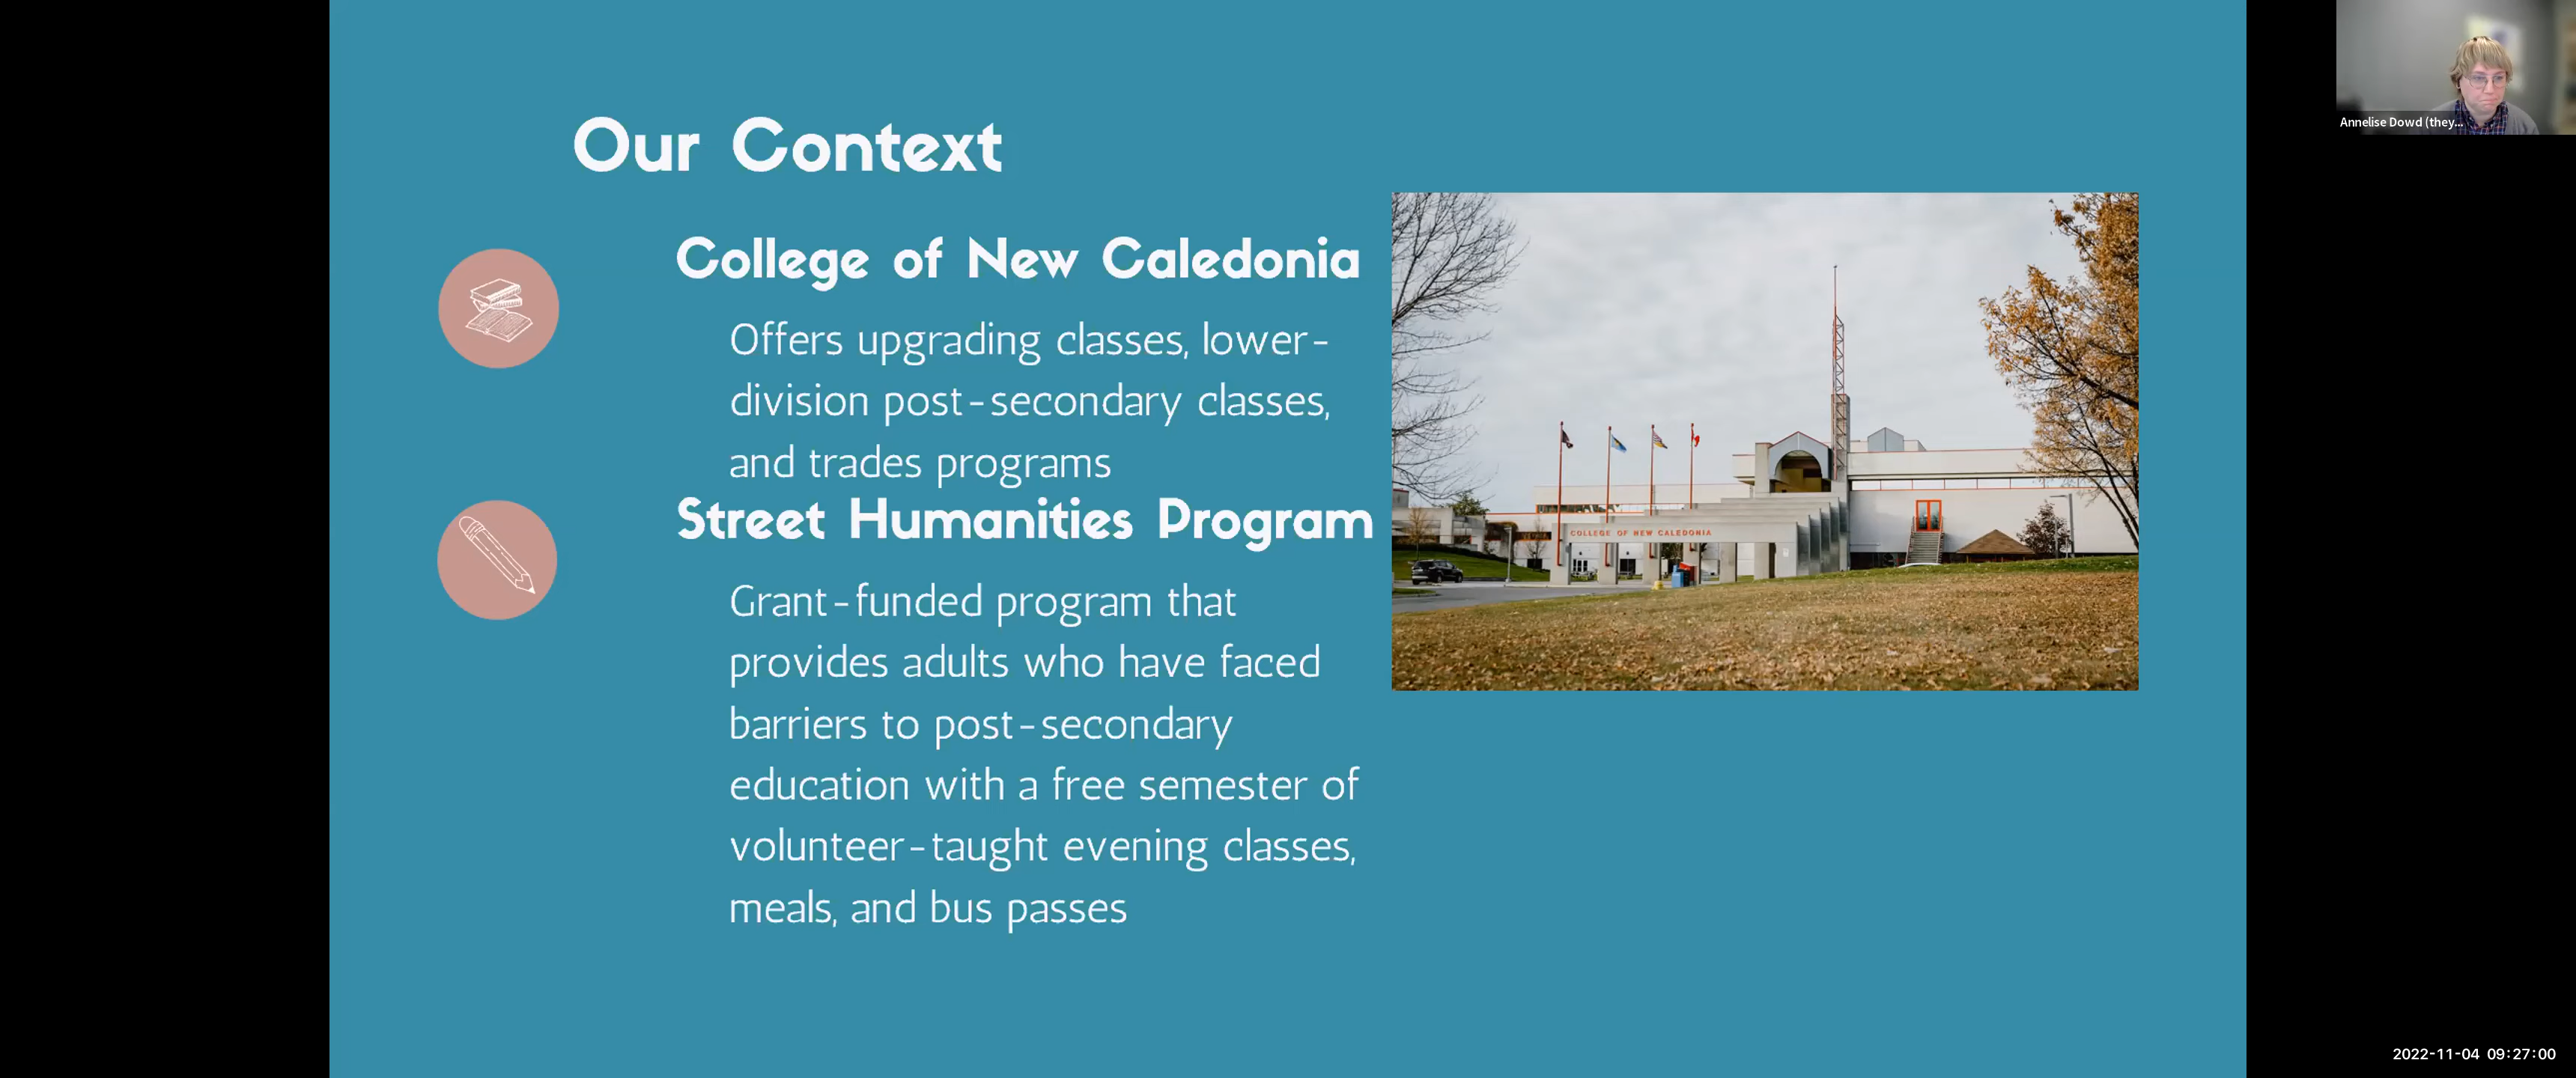 Our Context
College of New Caledonia
Offers upgrading classes, lower-
division post-secondary classes,
and trades programs
Street Humanities Program
Grant-funded program that
provides adults who have faced
barriers to post-secondary
education with a free semester of
volunteer-taught evening classes,
meals, and bus passes
COLLEGE OF NEW CALEDONIA
Annelise Dowd (they...
2022-11-04 09:27:00